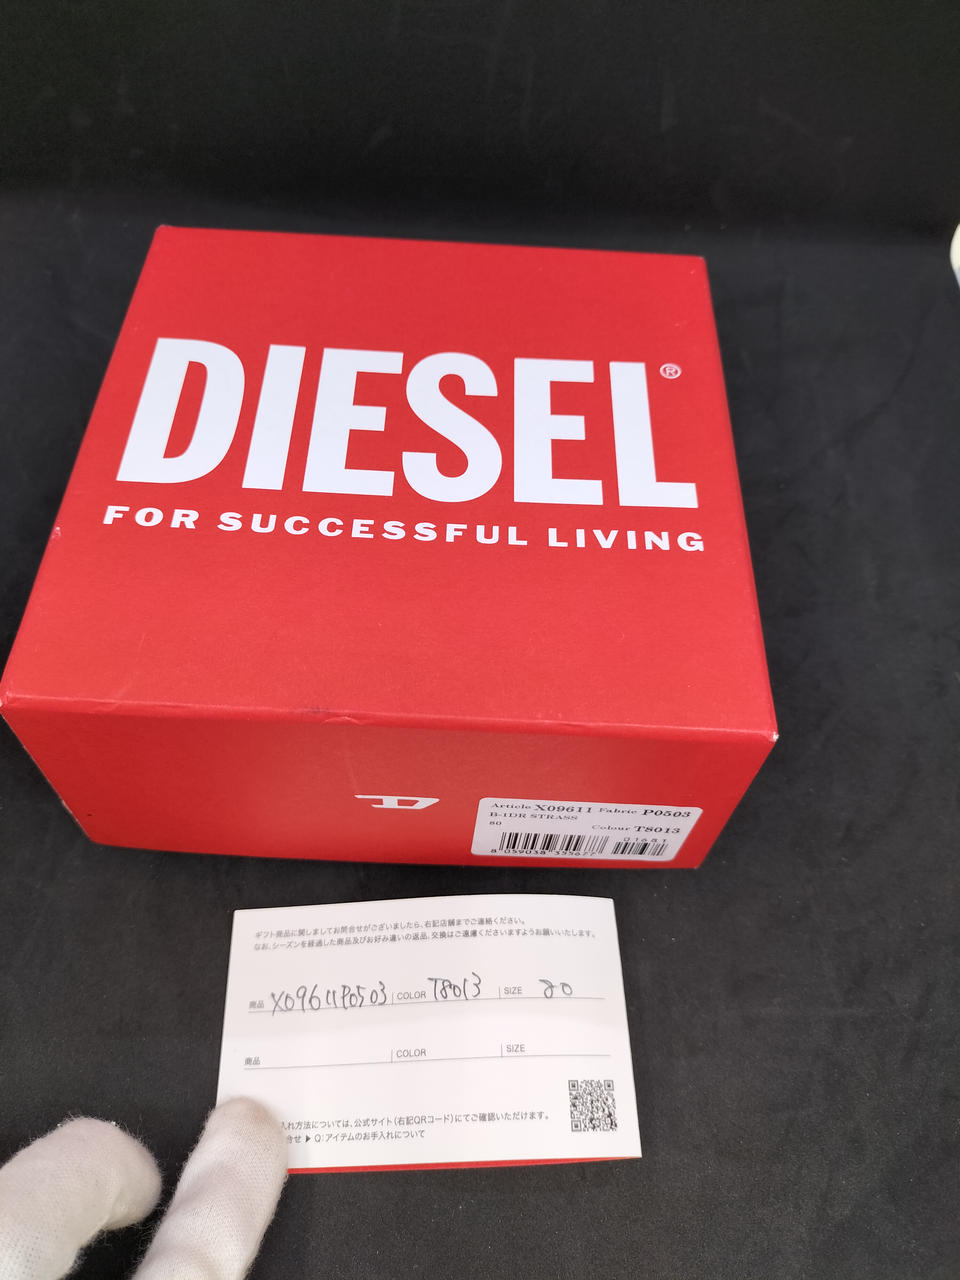 DIESEL®
FOR SUCCESSFUL LIVING
D
Article X09611 Fabric P0503
B-1DR STRASS
80 Colour T8013
01681
8 059038 355677
ギフト商品に関しましてお問合せがございましたら、右記店舗までご連絡ください。
なお、シーズンを経過した商品及びお好み違いの返品、交換はご遠慮くださいますようお願いいたします。
商品 X09611P0503 COLOR T8013 SIZE 80
商品 COLOR SIZE
入れ方法については、公式サイト（右記QRコード）にてご確認いただけます。
合せ ▶ Q：アイテムのお手入れについて